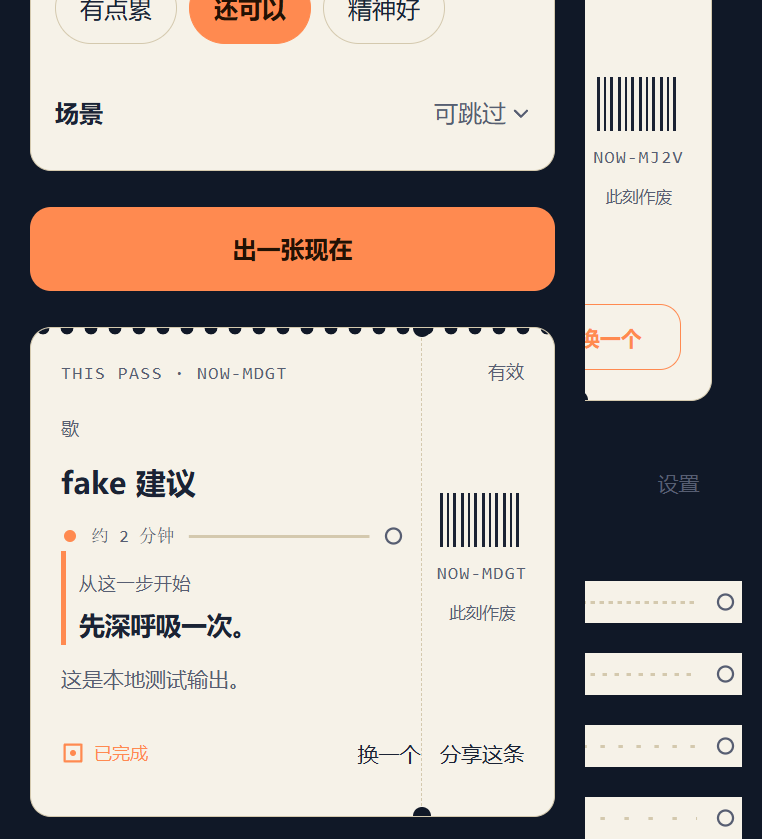 有点累
还可以
精神好
场景
可跳过
出一张现在
THIS PASS · NOW-MDGT
有效
歇
fake 建议
约 2 分钟
从这一步开始
先深呼吸一次。
这是本地测试输出。
NOW-MDGT
此刻作废
已完成
换一个
分享这条
NOW-MJ2V
此刻作废
换一个
设置